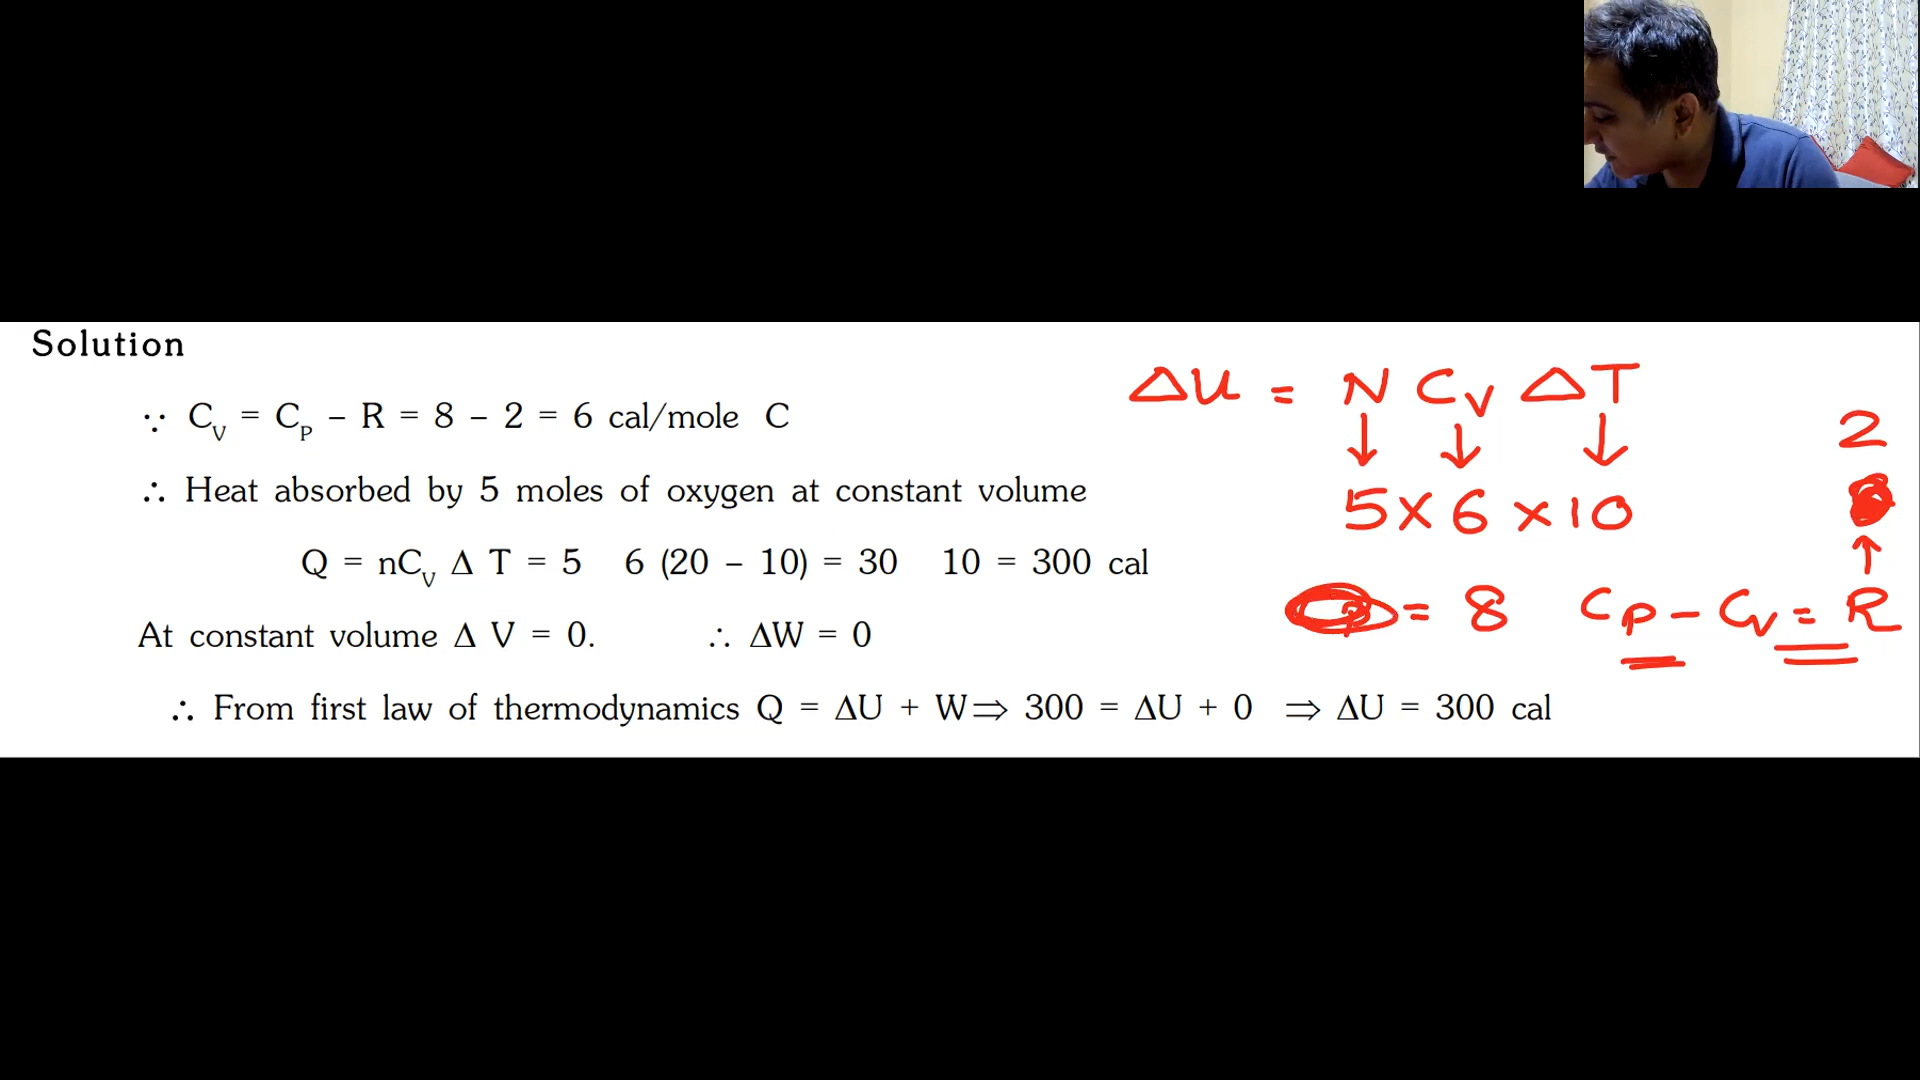 Solution
∵ C_V = C_P – R = 8 – 2 = 6 cal/mole C
∴ Heat absorbed by 5 moles of oxygen at constant volume
Q = nC_V Δ T = 5 6 (20 – 10) = 30 10 = 300 cal
At constant volume Δ V = 0. ∴ ΔW = 0
∴ From first law of thermodynamics Q = ΔU + W⇒ 300 = ΔU + 0 ⇒ ΔU = 300 cal
ΔU = N C_V ΔT
↓ ↓ ↓
5 × 6 × 10
= 8
2
↑
C_P – C_V = R